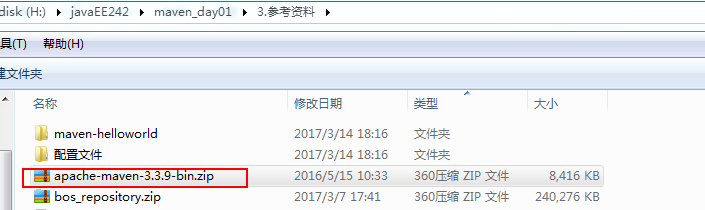 disk (H:) ▸ javaEE242 ▸ maven_day01 ▸ 3.参考资料 ▸
具(T) 帮助(H)
建文件夹
名称 修改日期 类型 大小
maven-helloworld 2017/3/14 18:16 文件夹
配置文件 2017/3/14 18:16 文件夹
apache-maven-3.3.9-bin.zip 2016/5/15 10:33 360压缩 ZIP 文件 8,416 KB
bos_repository.zip 2017/3/7 17:41 360压缩 ZIP 文件 240,276 KB